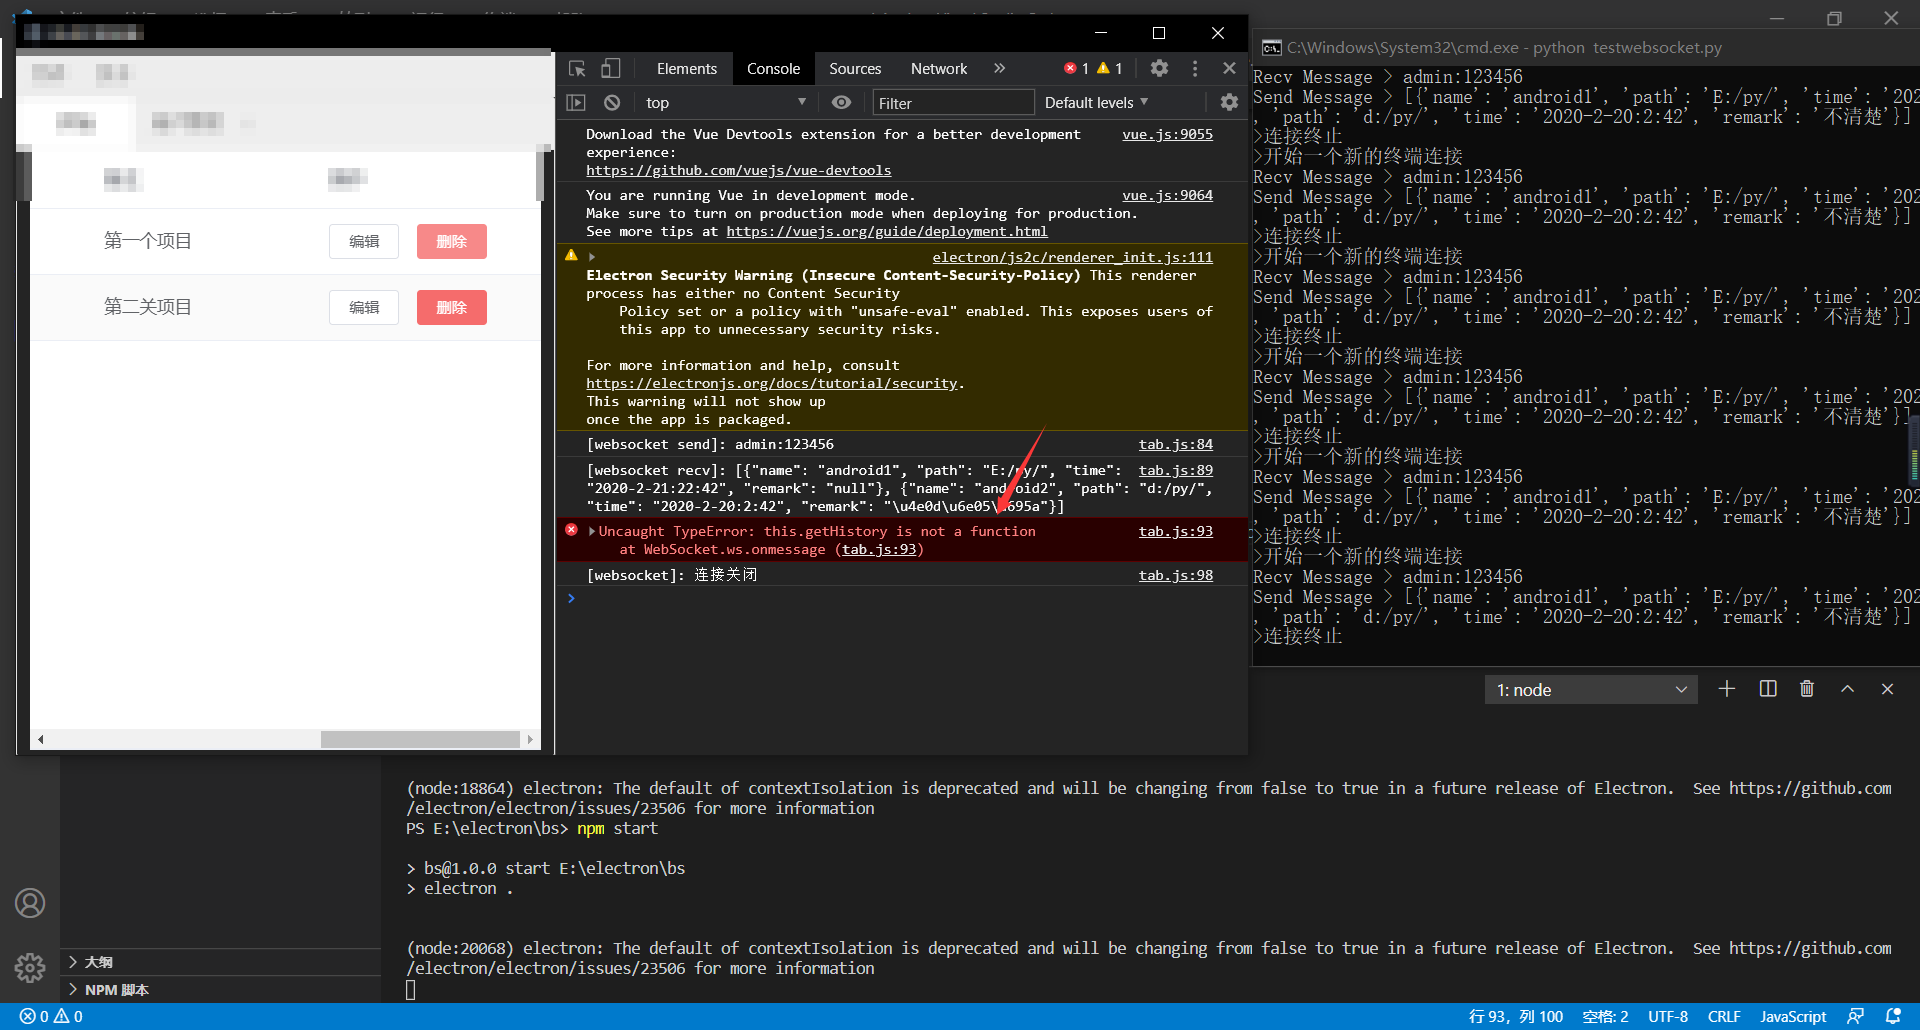 第一个项目
编辑
删除
第二关项目
编辑
删除
Elements
Console
Sources
Network
1
1
top
Filter
Default levels
Download the Vue Devtools extension for a better development vue.js:9055
experience:
https://github.com/vuejs/vue-devtools
You are running Vue in development mode. vue.js:9064
Make sure to turn on production mode when deploying for production.
See more tips at https://vuejs.org/guide/deployment.html
electron/js2c/renderer_init.js:111
Electron Security Warning (Insecure Content-Security-Policy) This renderer
process has either no Content Security
Policy set or a policy with "unsafe-eval" enabled. This exposes users of
this app to unnecessary security risks.
For more information and help, consult
https://electronjs.org/docs/tutorial/security.
This warning will not show up
once the app is packaged.
[websocket send]: admin:123456 tab.js:84
[websocket recv]: [{"name": "android1", "path": "E:/py/", "time": tab.js:89
"2020-2-21:22:42", "remark": "null"}, {"name": "android2", "path": "d:/py/",
"time": "2020-2-20:2:42", "remark": "\u4e0d\u6e05\u695a"}]
Uncaught TypeError: this.getHistory is not a function tab.js:93
at WebSocket.ws.onmessage (tab.js:93)
[websocket]: 连接关闭 tab.js:98
>
C:\Windows\System32\cmd.exe - python testwebsocket.py
Recv Message > admin:123456
Send Message > [{'name': 'android1', 'path': 'E:/py/', 'time': '202
, 'path': 'd:/py/', 'time': '2020-2-20:2:42', 'remark': '不清楚'}]
>连接终止
>开始一个新的终端连接
Recv Message > admin:123456
Send Message > [{'name': 'android1', 'path': 'E:/py/', 'time': '202
, 'path': 'd:/py/', 'time': '2020-2-20:2:42', 'remark': '不清楚'}]
>连接终止
>开始一个新的终端连接
Recv Message > admin:123456
Send Message > [{'name': 'android1', 'path': 'E:/py/', 'time': '202
, 'path': 'd:/py/', 'time': '2020-2-20:2:42', 'remark': '不清楚'}]
>连接终止
>开始一个新的终端连接
Recv Message > admin:123456
Send Message > [{'name': 'android1', 'path': 'E:/py/', 'time': '202
, 'path': 'd:/py/', 'time': '2020-2-20:2:42', 'remark': '不清楚'}]
>连接终止
>开始一个新的终端连接
Recv Message > admin:123456
Send Message > [{'name': 'android1', 'path': 'E:/py/', 'time': '202
, 'path': 'd:/py/', 'time': '2020-2-20:2:42', 'remark': '不清楚'}]
>连接终止
>开始一个新的终端连接
Recv Message > admin:123456
Send Message > [{'name': 'android1', 'path': 'E:/py/', 'time': '202
, 'path': 'd:/py/', 'time': '2020-2-20:2:42', 'remark': '不清楚'}]
>连接终止
1: node
(node:18864) electron: The default of contextIsolation is deprecated and will be changing from false to true in a future release of Electron.  See https://github.com
/electron/electron/issues/23506 for more information
PS E:\electron\bs> npm start
> bs@1.0.0 start E:\electron\bs
> electron .
(node:20068) electron: The default of contextIsolation is deprecated and will be changing from false to true in a future release of Electron.  See https://github.com
/electron/electron/issues/23506 for more information
大纲
NPM 脚本
0 0
行 93，列 100
空格: 2
UTF-8
CRLF
JavaScript